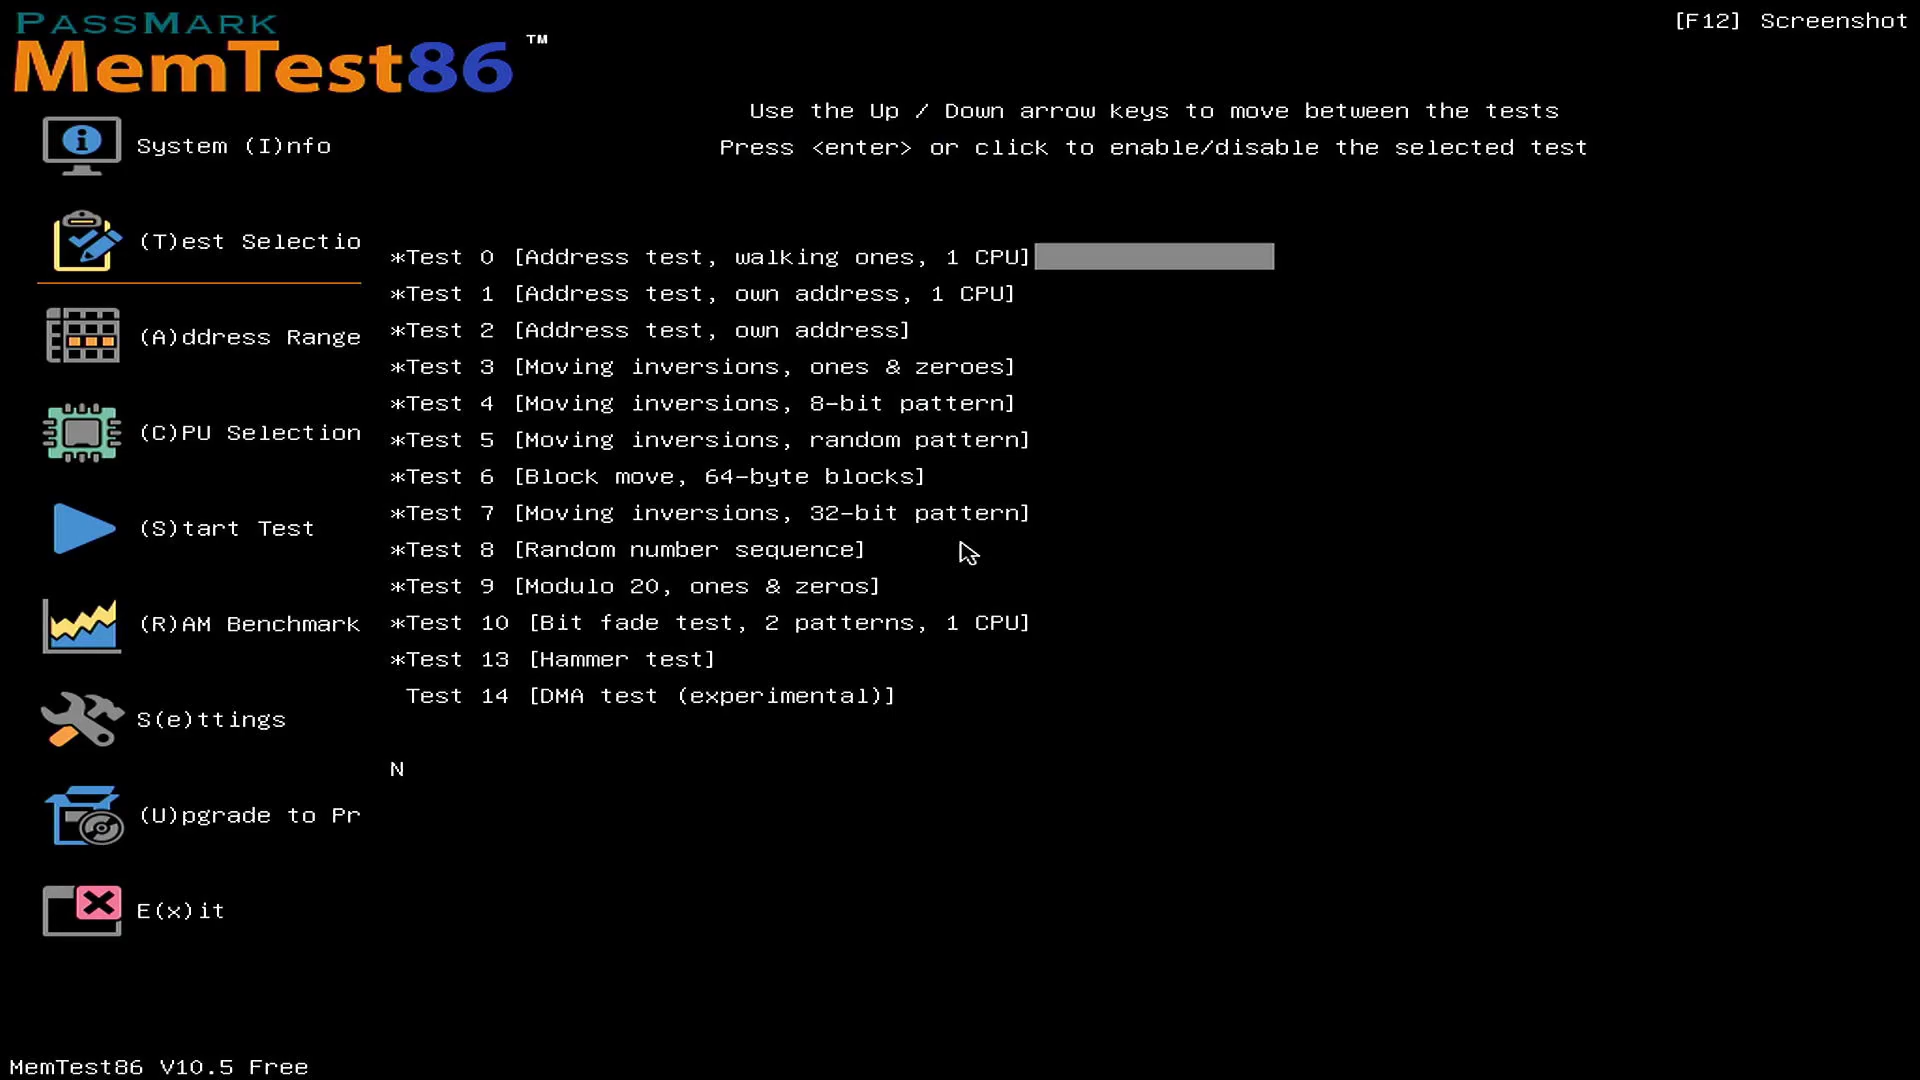 PASSMARK
MemTest86™
[F12] Screenshot
Use the Up / Down arrow keys to move between the tests
Press <enter> or click to enable/disable the selected test
System (I)nfo
(T)est Selectio
(A)ddress Range
(C)PU Selection
(S)tart Test
(R)AM Benchmark
S(e)ttings
(U)pgrade to Pr
E(x)it
*Test 0 [Address test, walking ones, 1 CPU]
*Test 1 [Address test, own address, 1 CPU]
*Test 2 [Address test, own address]
*Test 3 [Moving inversions, ones & zeroes]
*Test 4 [Moving inversions, 8-bit pattern]
*Test 5 [Moving inversions, random pattern]
*Test 6 [Block move, 64-byte blocks]
*Test 7 [Moving inversions, 32-bit pattern]
*Test 8 [Random number sequence]
*Test 9 [Modulo 20, ones & zeros]
*Test 10 [Bit fade test, 2 patterns, 1 CPU]
*Test 13 [Hammer test]
Test 14 [DMA test (experimental)]
N
MemTest86 V10.5 Free